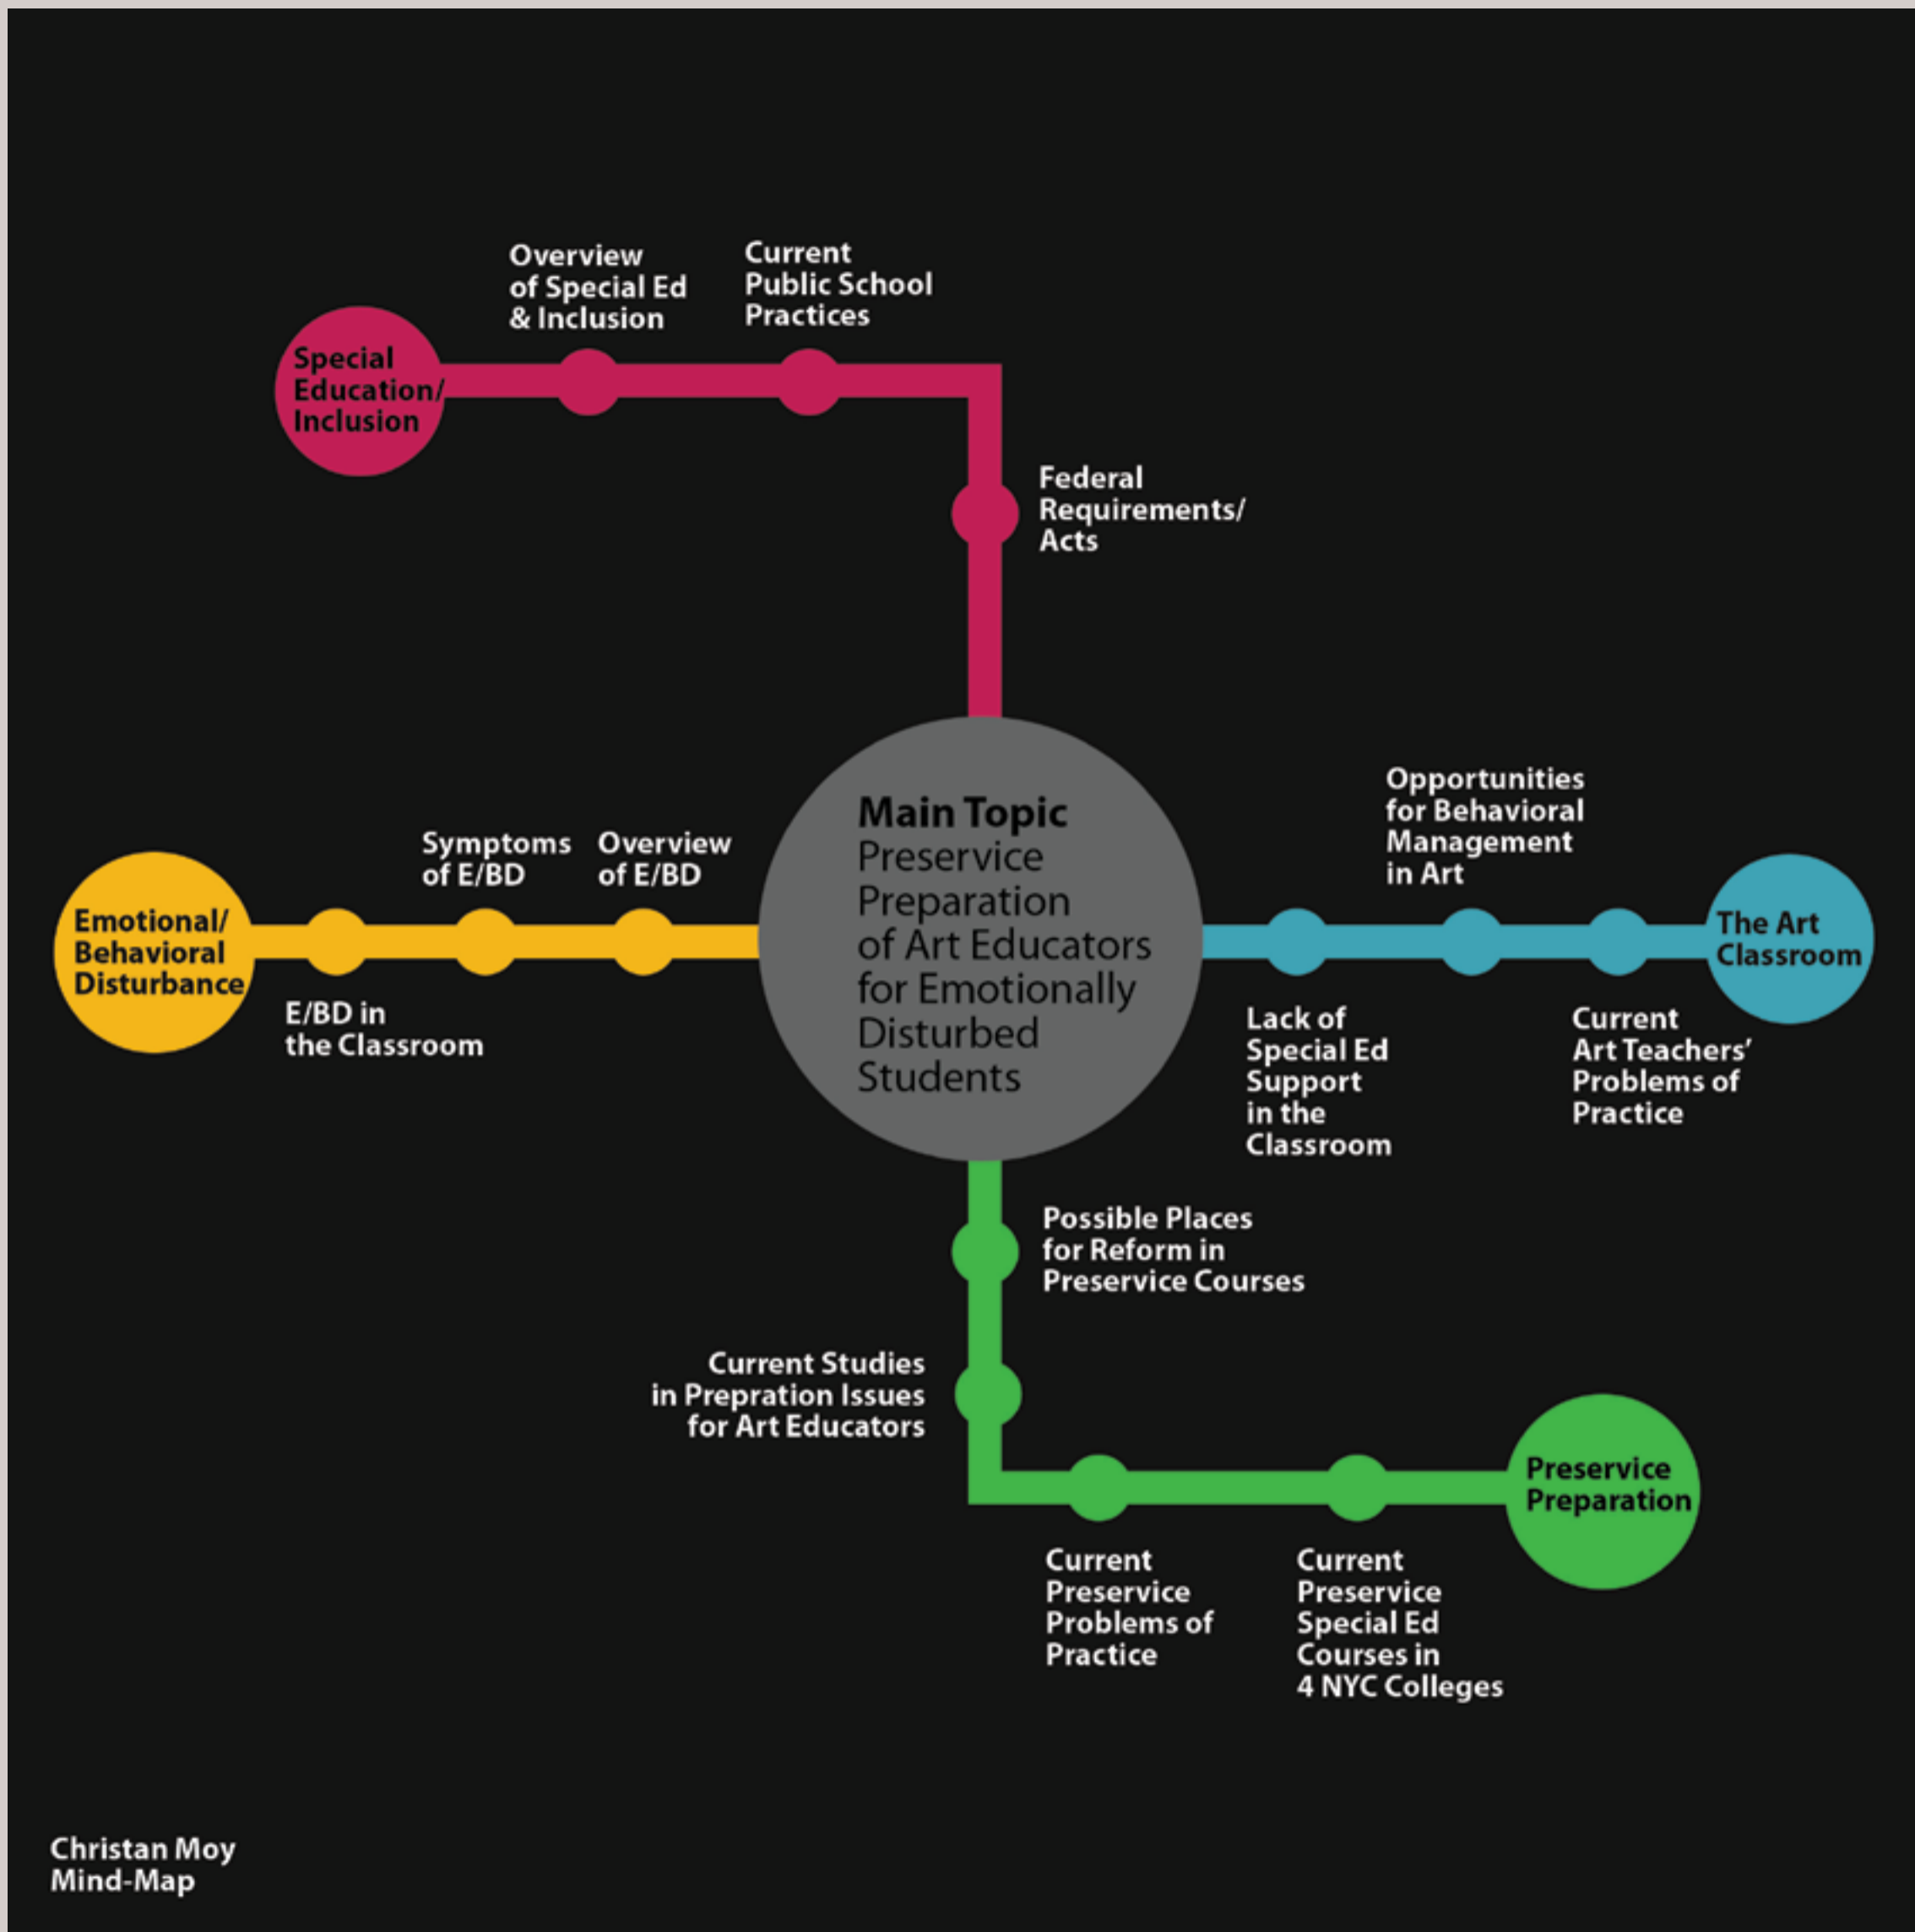 Overview
of Special Ed
& Inclusion
Current
Public School
Practices
Special
Education/
Inclusion
Federal
Requirements/
Acts
Main Topic
Preservice
Preparation
of Art Educators
for Emotionally
Disturbed
Students
Symptoms
of E/BD
Overview
of E/BD
Emotional/
Behavioral
Disturbance
E/BD in
the Classroom
Opportunities
for Behavioral
Management
in Art
The Art
Classroom
Lack of
Special Ed
Support
in the
Classroom
Current
Art Teachers’
Problems of
Practice
Possible Places
for Reform in
Preservice Courses
Current Studies
in Prepration Issues
for Art Educators
Preservice
Preparation
Current
Preservice
Problems of
Practice
Current
Preservice
Special Ed
Courses in
4 NYC Colleges
Christan Moy
Mind-Map